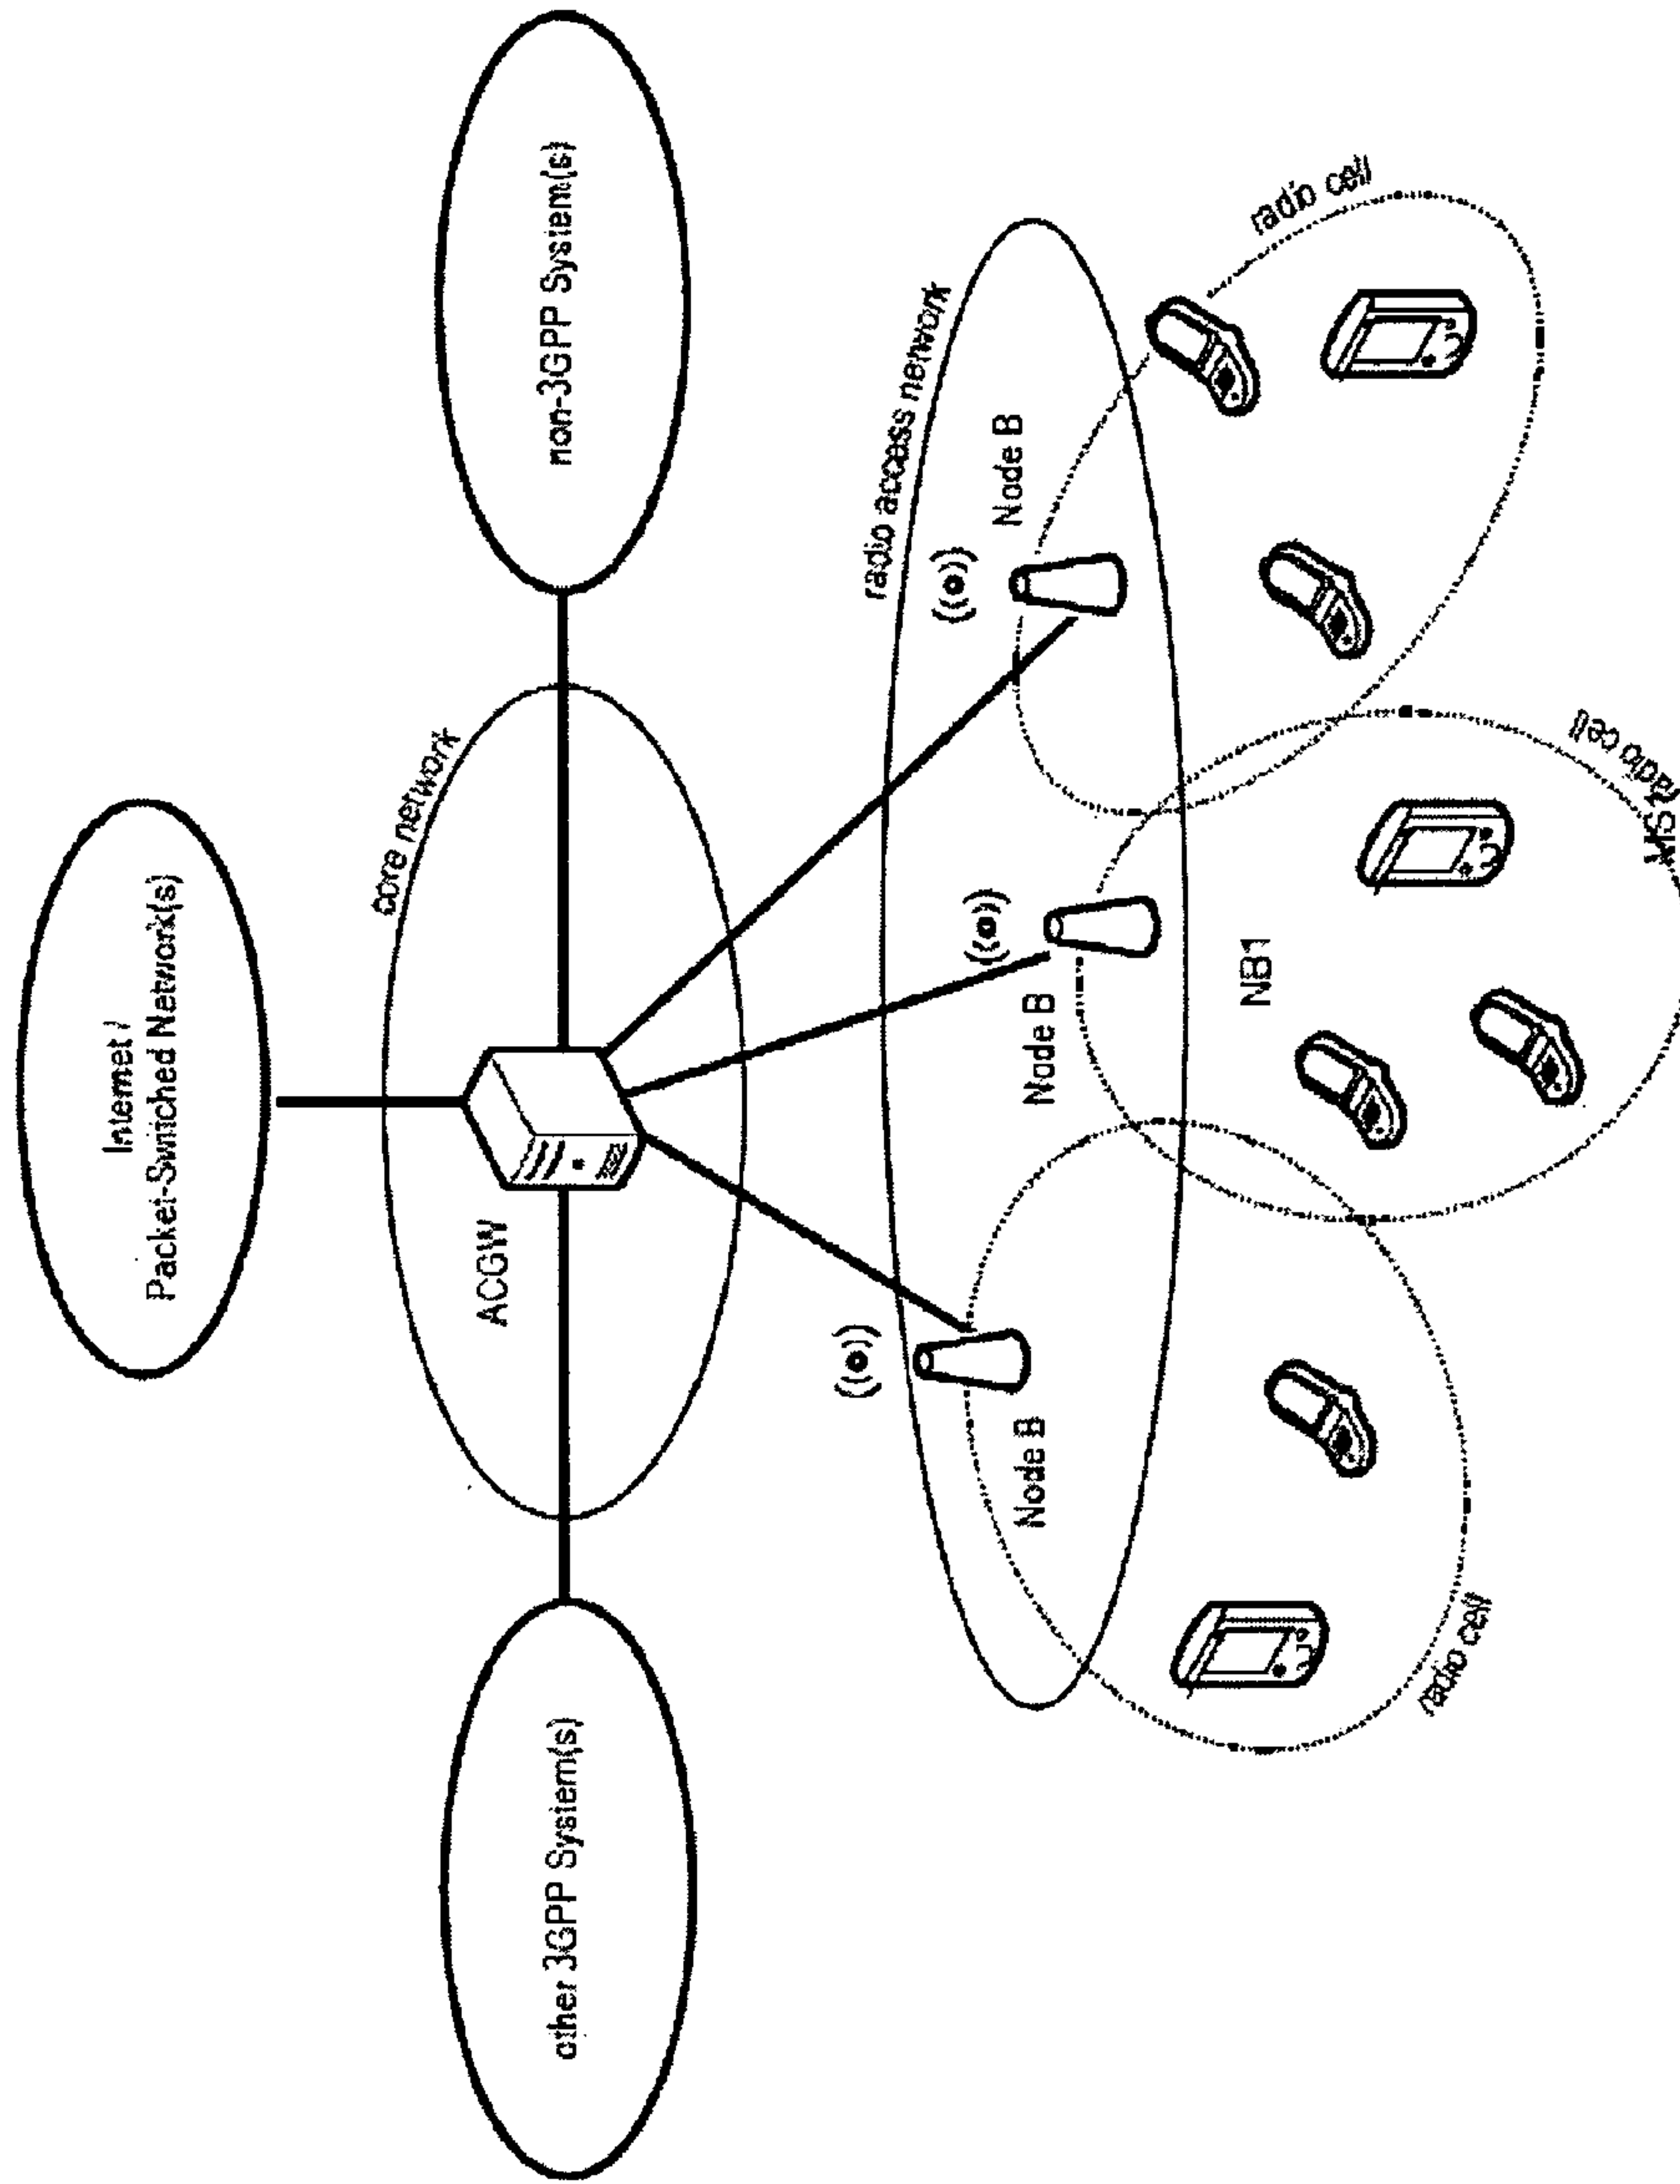 Internet /
Packet-Switched Network(s)
core network
ACGW
other 3GPP System(s)
non-3GPP System(s)
radio access network
Node B
Node B
Node B
NB1
radio cell
radio cell
radio cell
MS1